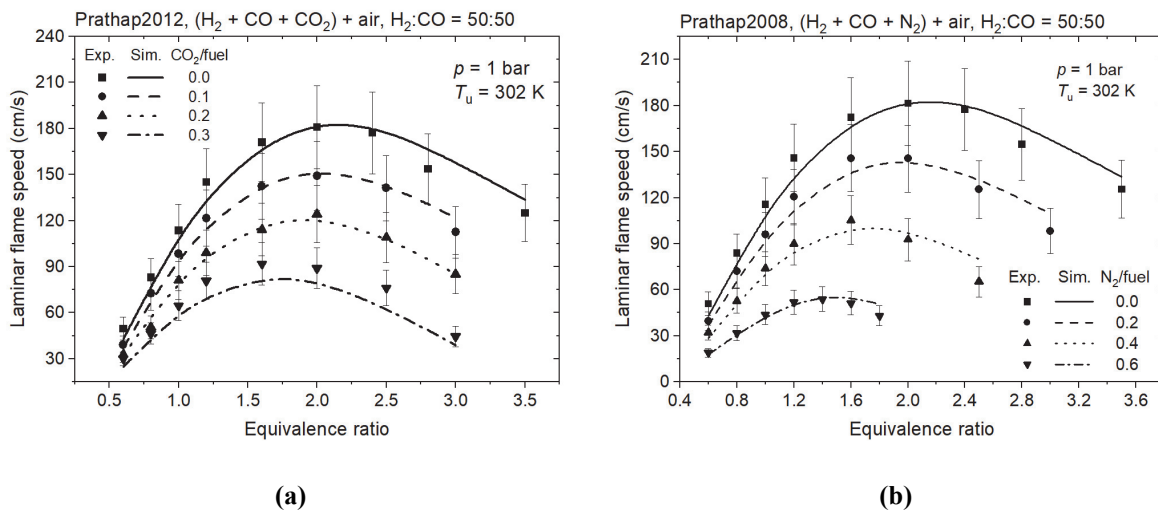 Prathap2012, (H₂ + CO + CO₂) + air, H₂:CO = 50:50
240
210
180
150
120
90
60
30
Laminar flame speed (cm/s)
Exp. Sim. CO₂/fuel
0.0
0.1
0.2
0.3
p = 1 bar
Tᵤ = 302 K
0.5 1.0 1.5 2.0 2.5 3.0 3.5
Equivalence ratio
(a)
Prathap2008, (H₂ + CO + N₂) + air, H₂:CO = 50:50
210
180
150
120
90
60
30
0
Laminar flame speed (cm/s)
p = 1 bar
Tᵤ = 302 K
Exp. Sim. N₂/fuel
0.0
0.2
0.4
0.6
0.4 0.8 1.2 1.6 2.0 2.4 2.8 3.2 3.6
Equivalence ratio
(b)